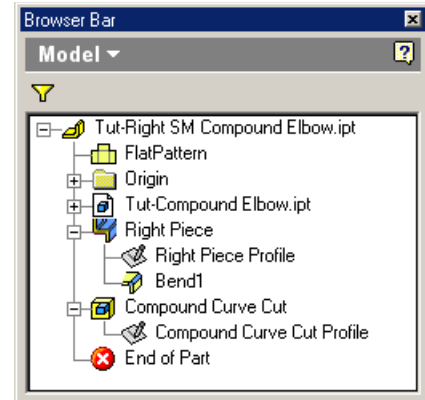 Browser Bar
Model
Tut-Right SM Compound Elbow.ipt
FlatPattern
Origin
Tut-Compound Elbow.ipt
Right Piece
Right Piece Profile
Bend1
Compound Curve Cut
Compound Curve Cut Profile
End of Part